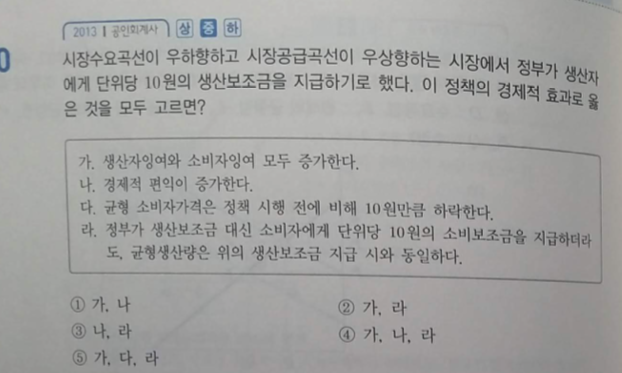 2013 | 공인회계사 상 중 하
시장수요곡선이 우하향하고 시장공급곡선이 우상향하는 시장에서 정부가 생산자
에게 단위당 10원의 생산보조금을 지급하기로 했다. 이 정책의 경제적 효과로 옳
은 것을 모두 고르면?
가. 생산자잉여와 소비자잉여 모두 증가한다.
나. 경제적 편익이 증가한다.
다. 균형 소비자가격은 정책 시행 전에 비해 10원만큼 하락한다.
라. 정부가 생산보조금 대신 소비자에게 단위당 10원의 소비보조금을 지급하더라
도, 균형생산량은 위의 생산보조금 지급 시와 동일하다.
① 가, 나 ② 가, 라
③ 나, 라 ④ 가, 나, 라
⑤ 가, 다, 라